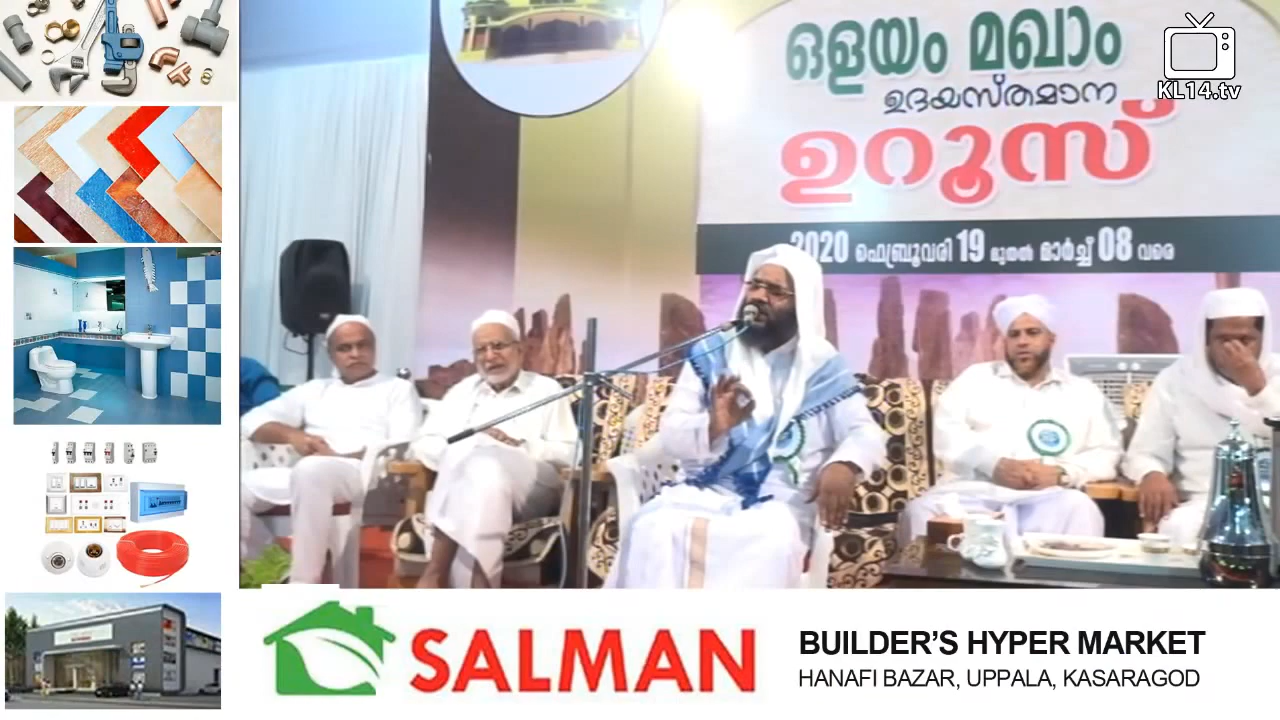 ഒളയം മഖാം
ഉദയാസ്തമാന
ഉറൂസ്
2020 ഫെബ്രുവരി 19 മുതൽ മാർച്ച് 08 വരെ
KL14.tv
SALMAN
BUILDER’S HYPER MARKET
HANAFI BAZAR, UPPALA, KASARAGOD